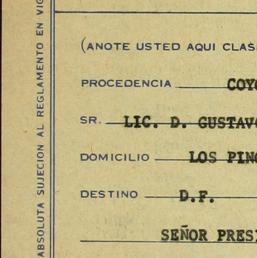 (ANOTE USTED AQUI CLAS
PROCEDENCIA COYO
SR. LIC. D. GUSTAVO
DOMICILIO LOS PINO
DESTINO D.F.
SEÑOR PRES
ABSOLUTA SUJECION AL REGLAMENTO EN VIG